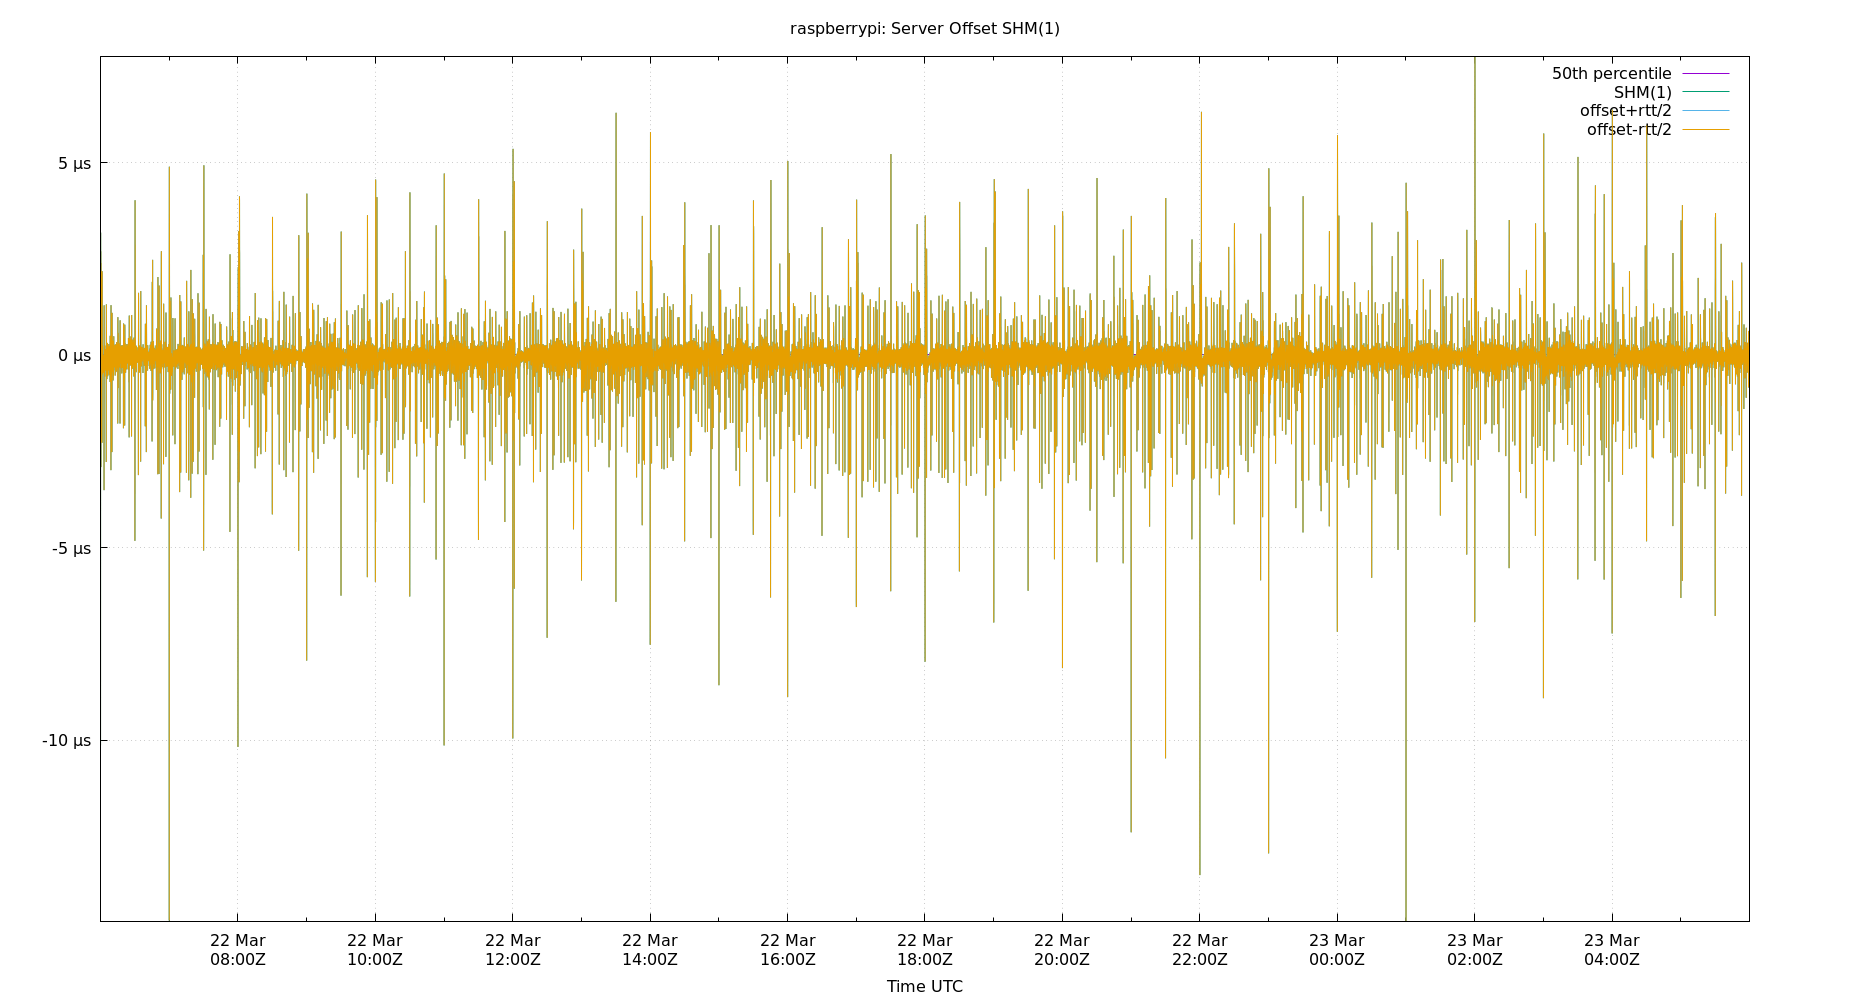 raspberrypi: Server Offset SHM(1)
50th percentile
SHM(1)
offset+rtt/2
offset-rtt/2
5 µs
0 µs
-5 µs
-10 µs
22 Mar 22 Mar 22 Mar 22 Mar 22 Mar 22 Mar 22 Mar 22 Mar 23 Mar 23 Mar 23 Mar
08:00Z 10:00Z 12:00Z 14:00Z 16:00Z 18:00Z 20:00Z 22:00Z 00:00Z 02:00Z 04:00Z
Time UTC